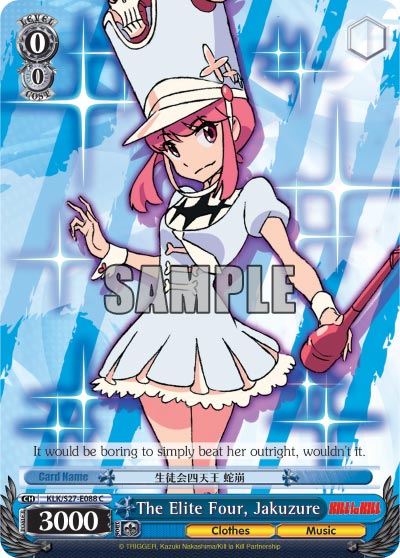 LEVEL
0
0
COST
SAMPLE
It would be boring to simply beat her outright, wouldn't it.
Card Name
生徒会四天王 蛇崩
CH KLK/S27-E088 C
The Elite Four, Jakuzure
KILL la KILL
POWER
3000
Clothes
Music
© TRIGGER, Kazuki Nakashima/Kill la Kill Partnership